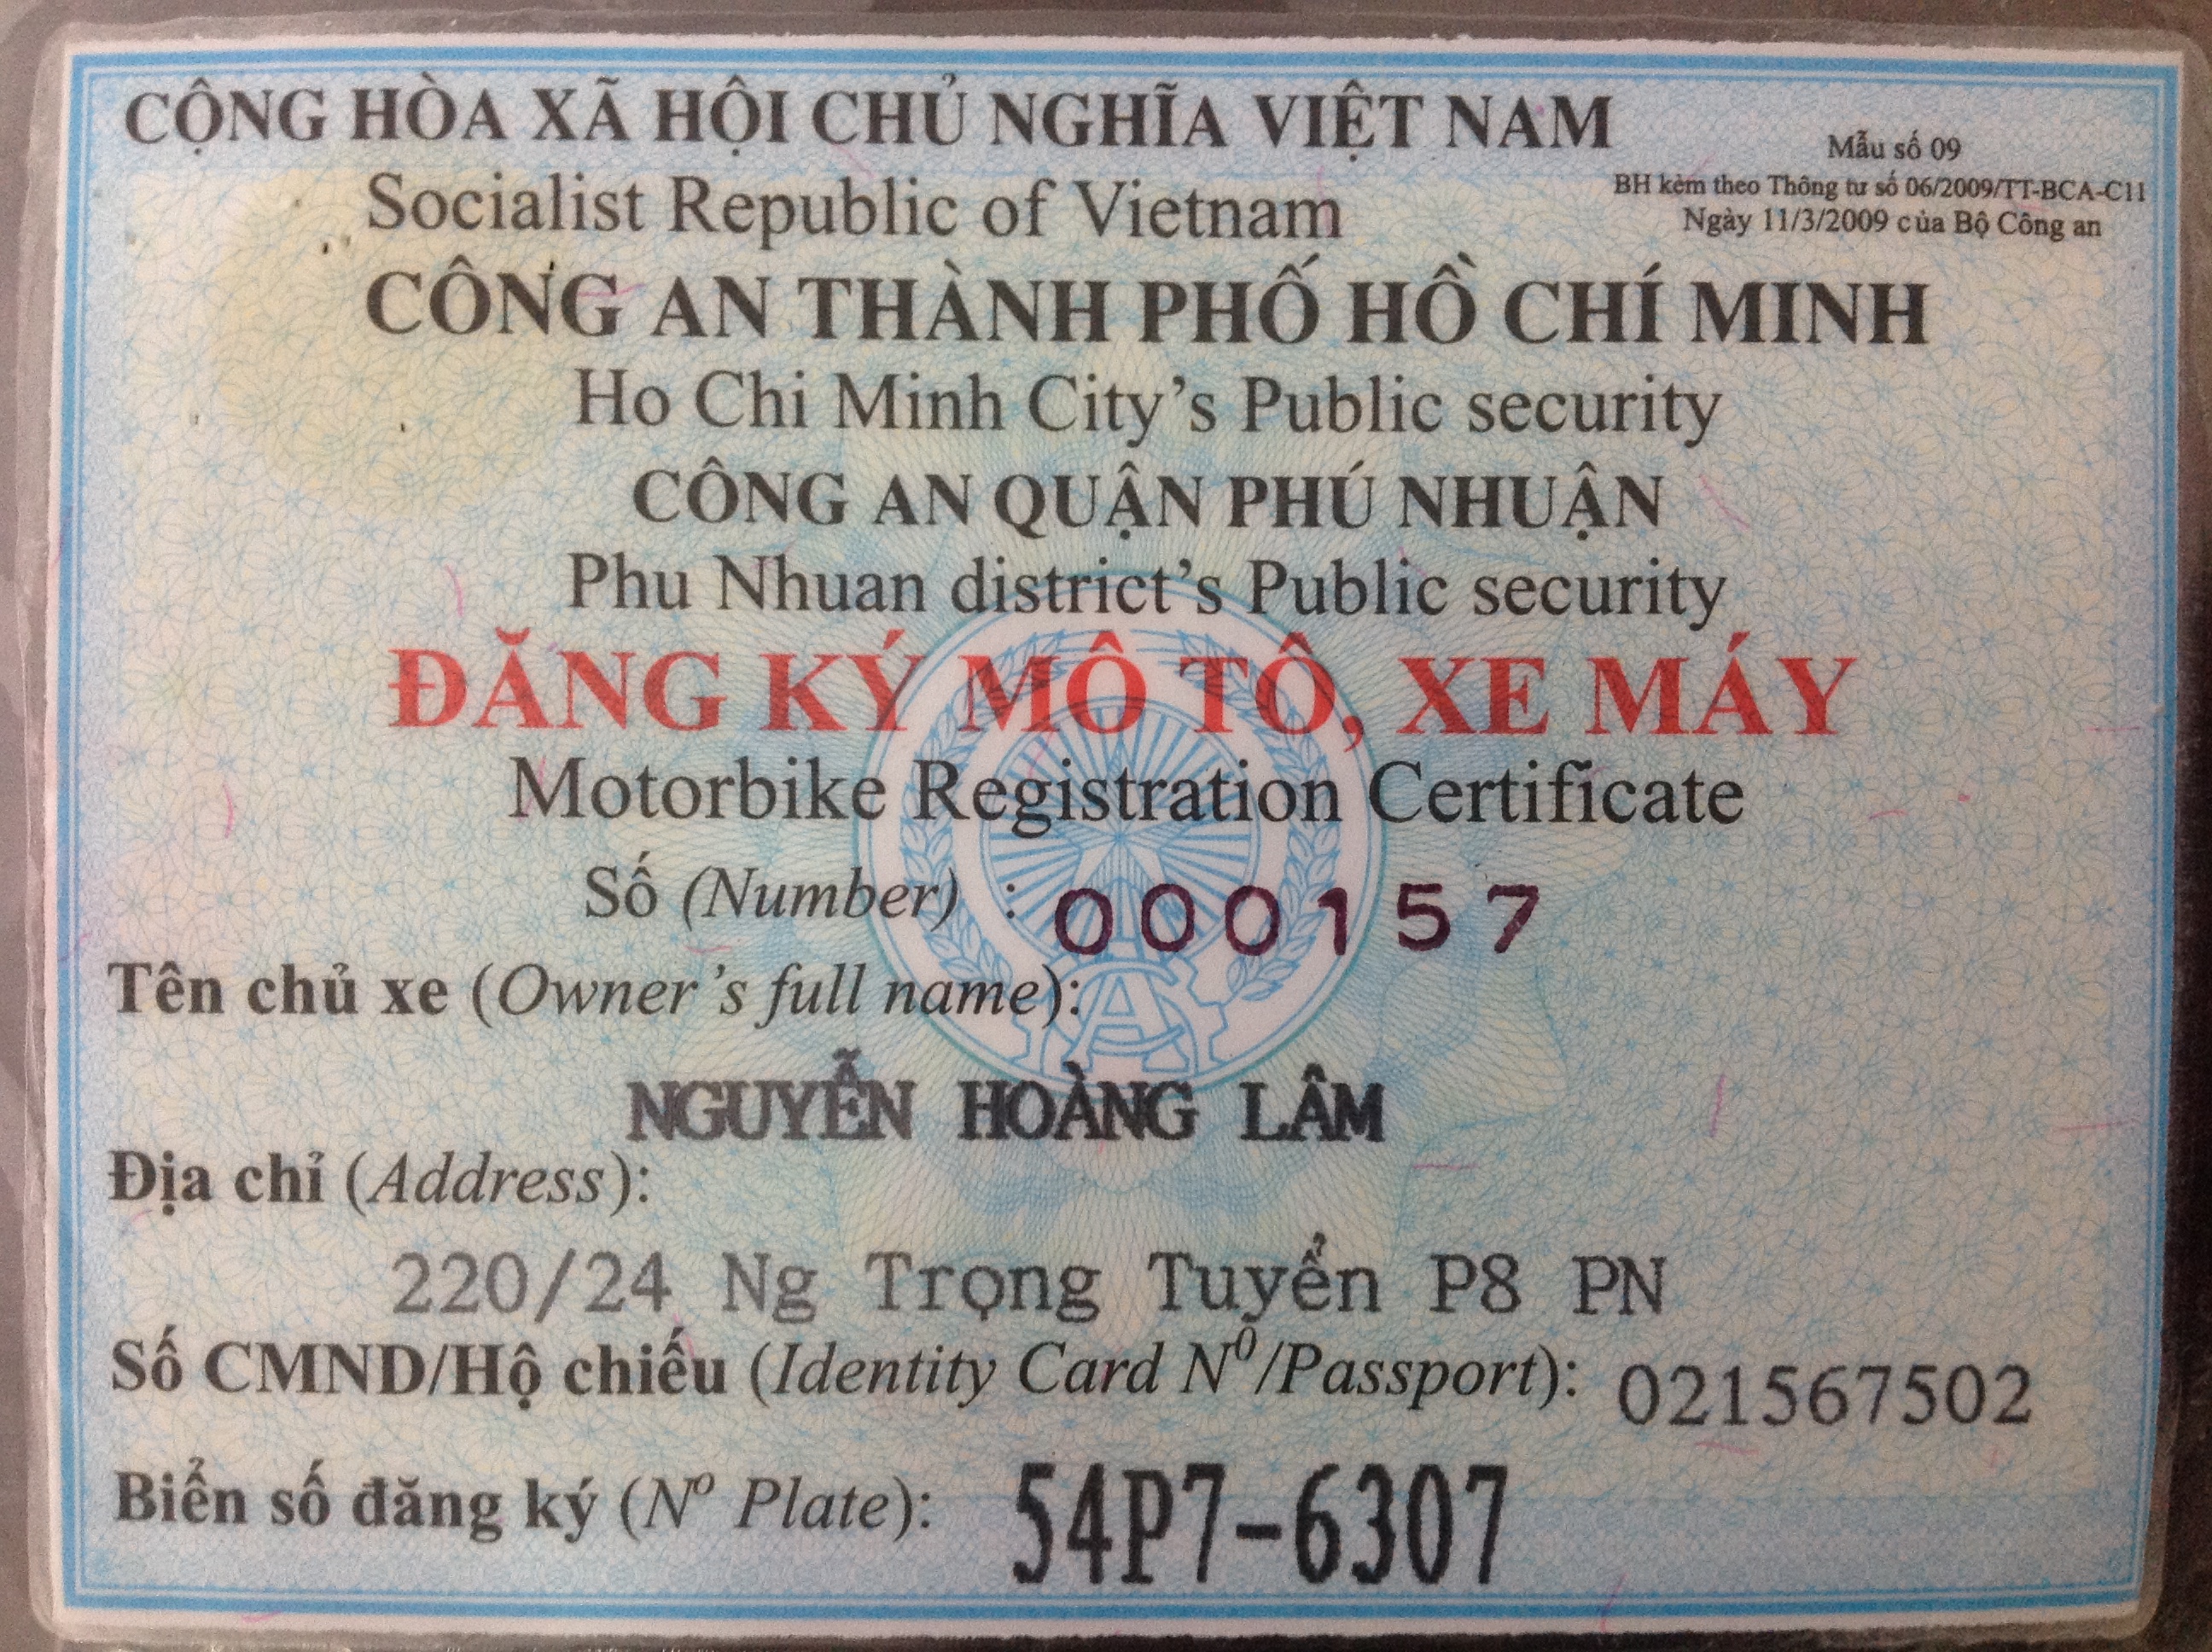 CỘNG HÒA XÃ HỘI CHỦ NGHĨA VIỆT NAM
Mẫu số 09
BH kèm theo Thông tư số 06/2009/TT-BCA-C11
Ngày 11/3/2009 của Bộ Công an
Socialist Republic of Vietnam
CÔNG AN THÀNH PHỐ HỒ CHÍ MINH
Ho Chi Minh City’s Public security
CÔNG AN QUẬN PHÚ NHUẬN
Phu Nhuan district’s Public security
ĐĂNG KÝ MÔ TÔ, XE MÁY
Motorbike Registration Certificate
Số (Number) : 000157
Tên chủ xe (Owner’s full name):
NGUYỄN HOÀNG LÂM
Địa chỉ (Address):
220/24 Ng Trọng Tuyển P8 PN
Số CMND/Hộ chiếu (Identity Card N⁰/Passport): 021567502
Biển số đăng ký (Nº Plate): 54P7-6307